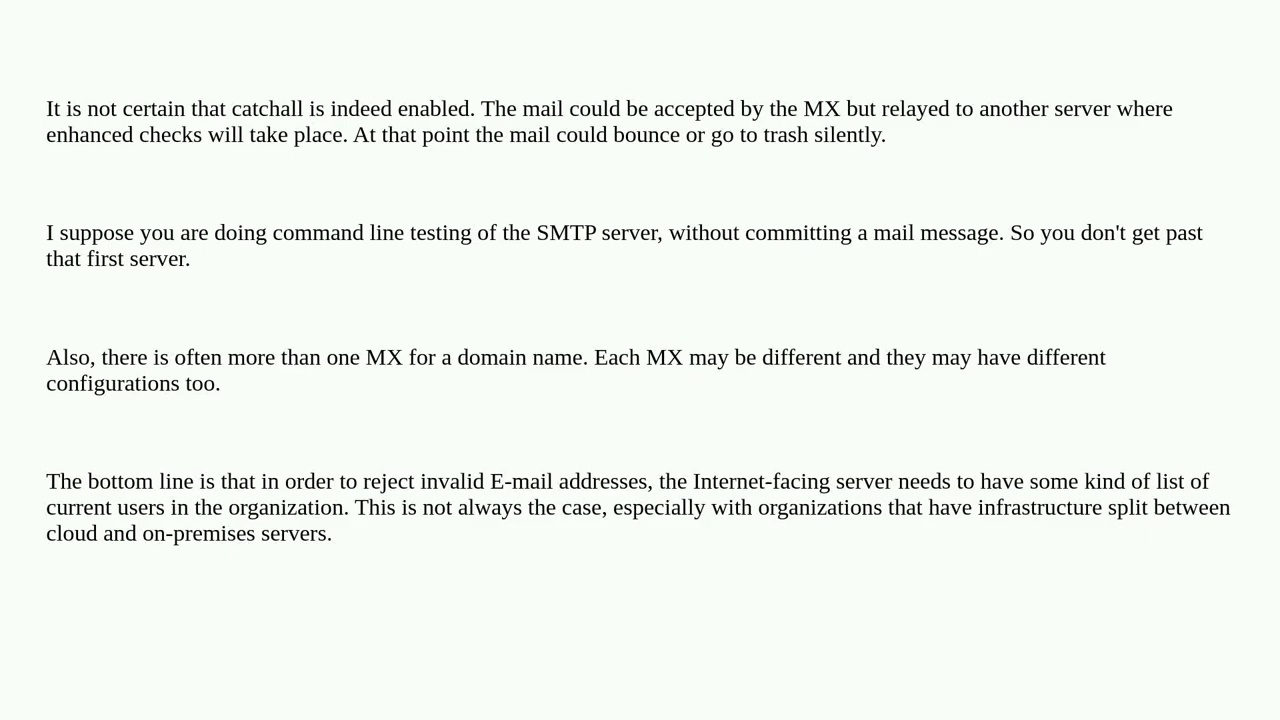 It is not certain that catchall is indeed enabled. The mail could be accepted by the MX but relayed to another server where
enhanced checks will take place. At that point the mail could bounce or go to trash silently.
I suppose you are doing command line testing of the SMTP server, without committing a mail message. So you don't get past
that first server.
Also, there is often more than one MX for a domain name. Each MX may be different and they may have different
configurations too.
The bottom line is that in order to reject invalid E-mail addresses, the Internet-facing server needs to have some kind of list of
current users in the organization. This is not always the case, especially with organizations that have infrastructure split between
cloud and on-premises servers.